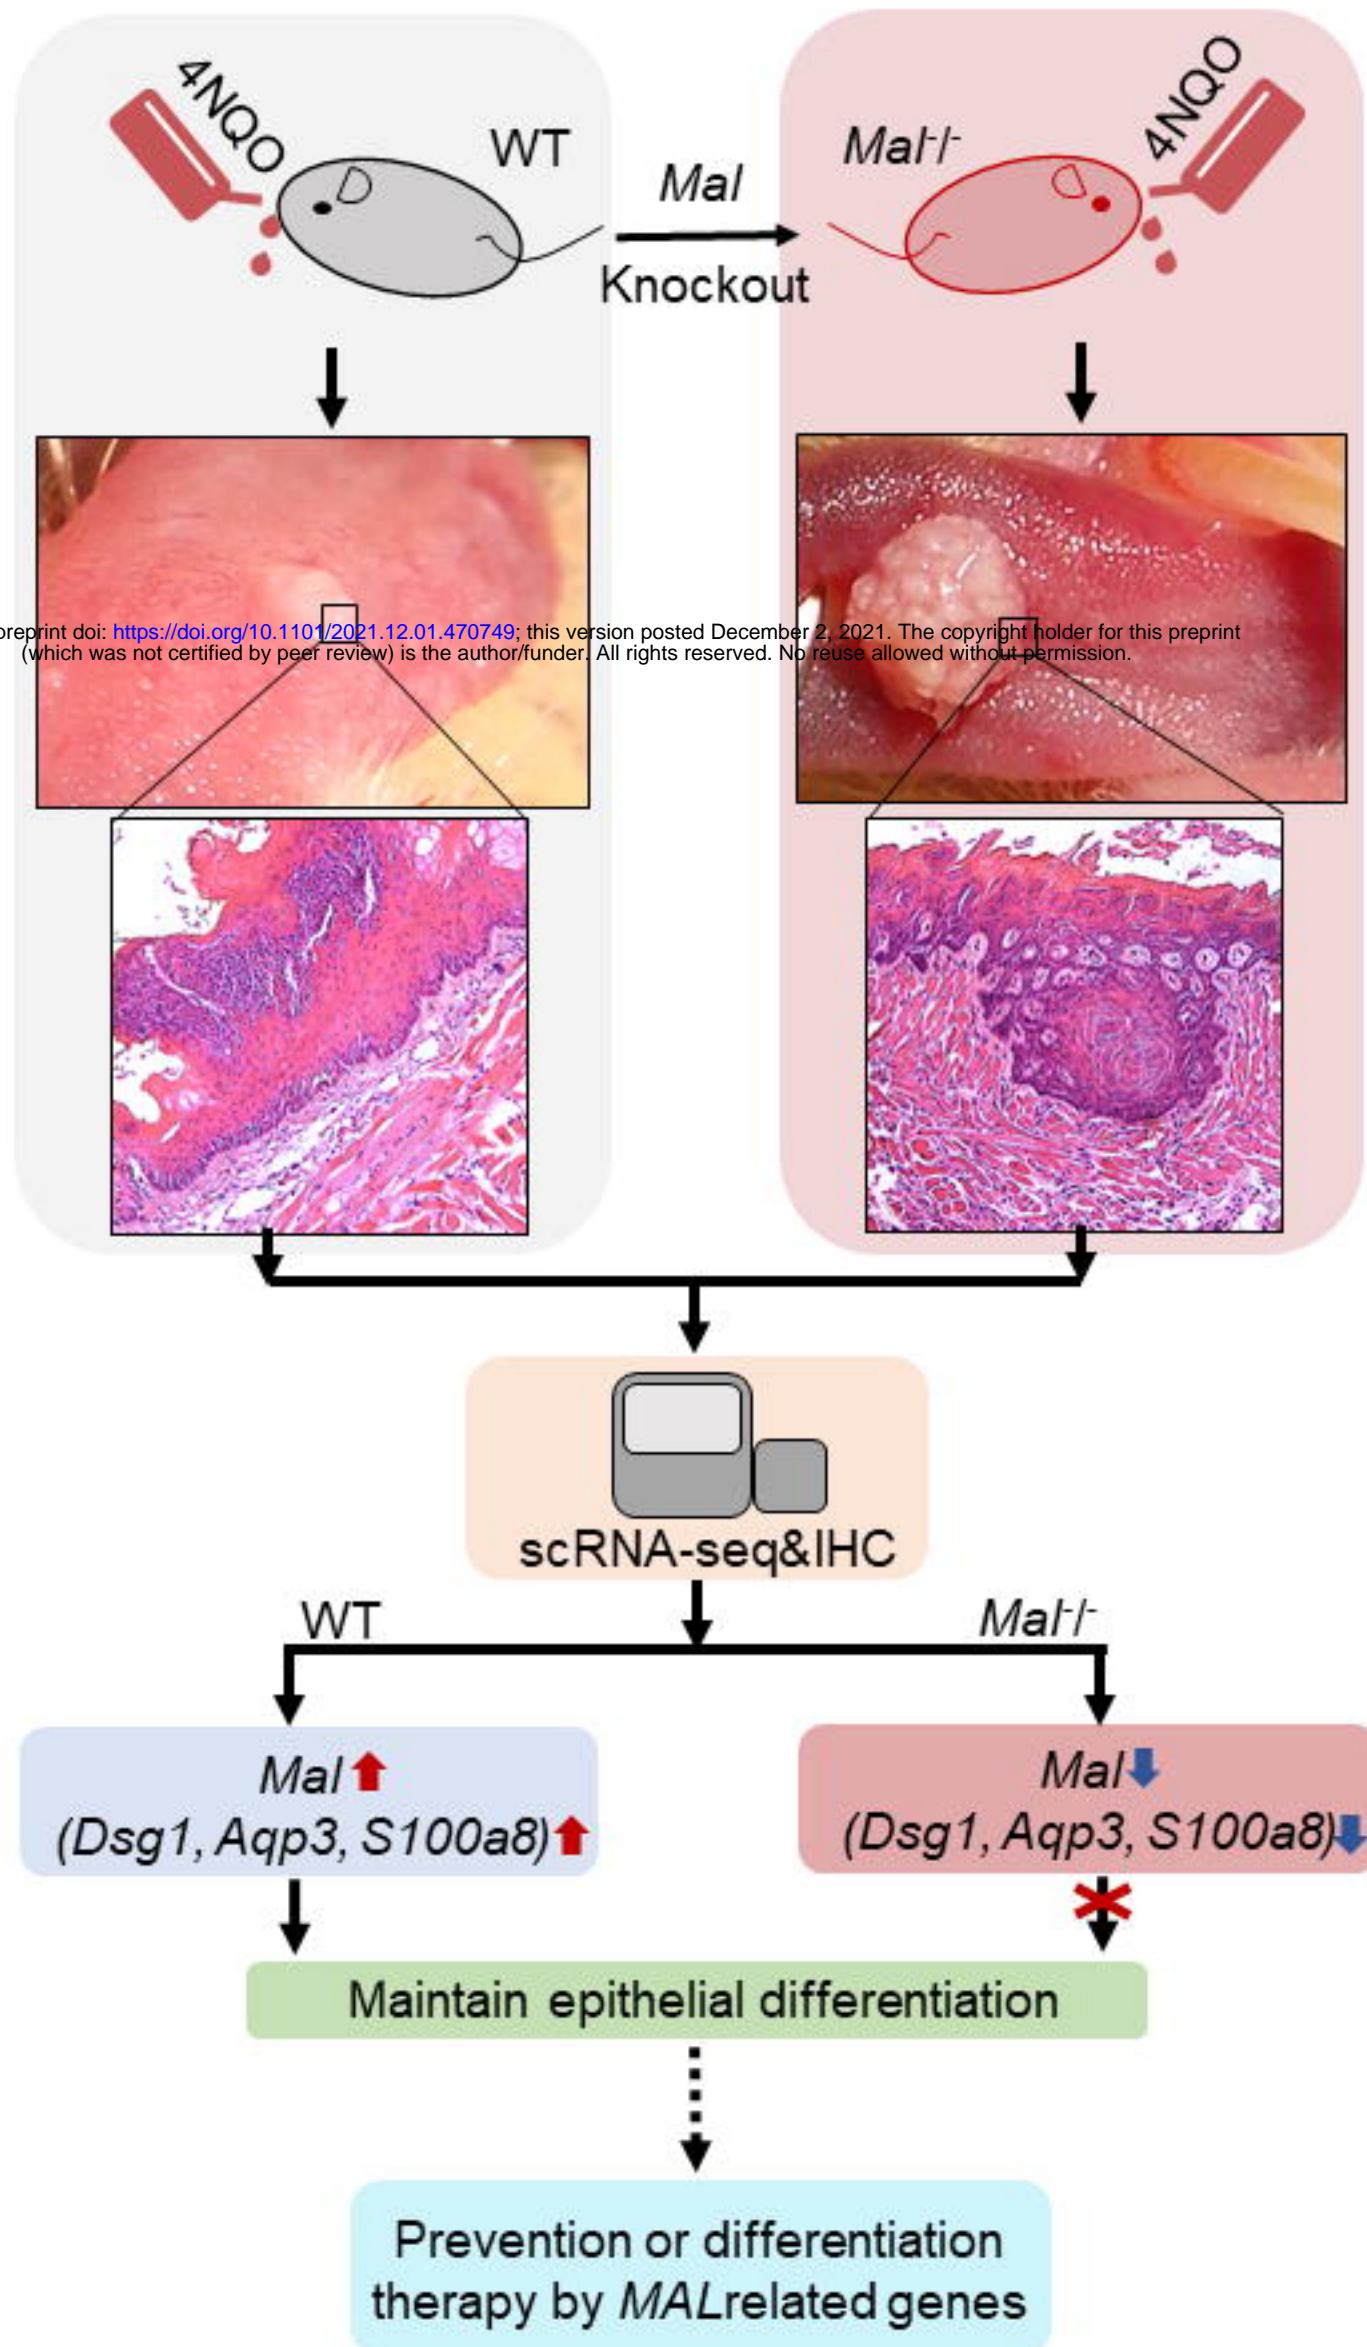 4NQO
WT
Mal
Knockout
Mal-/-
4NQO
preprint doi: https://doi.org/10.1101/2021.12.01.470749; this version posted December 2, 2021. The copyright holder for this preprint
(which was not certified by peer review) is the author/funder. All rights reserved. No reuse allowed without permission.
scRNA-seq&IHC
WT
Mal-/-
Mal
(Dsg1, Aqp3, S100a8)
Mal
(Dsg1, Aqp3, S100a8)
Maintain epithelial differentiation
Prevention or differentiation
therapy by MALrelated genes